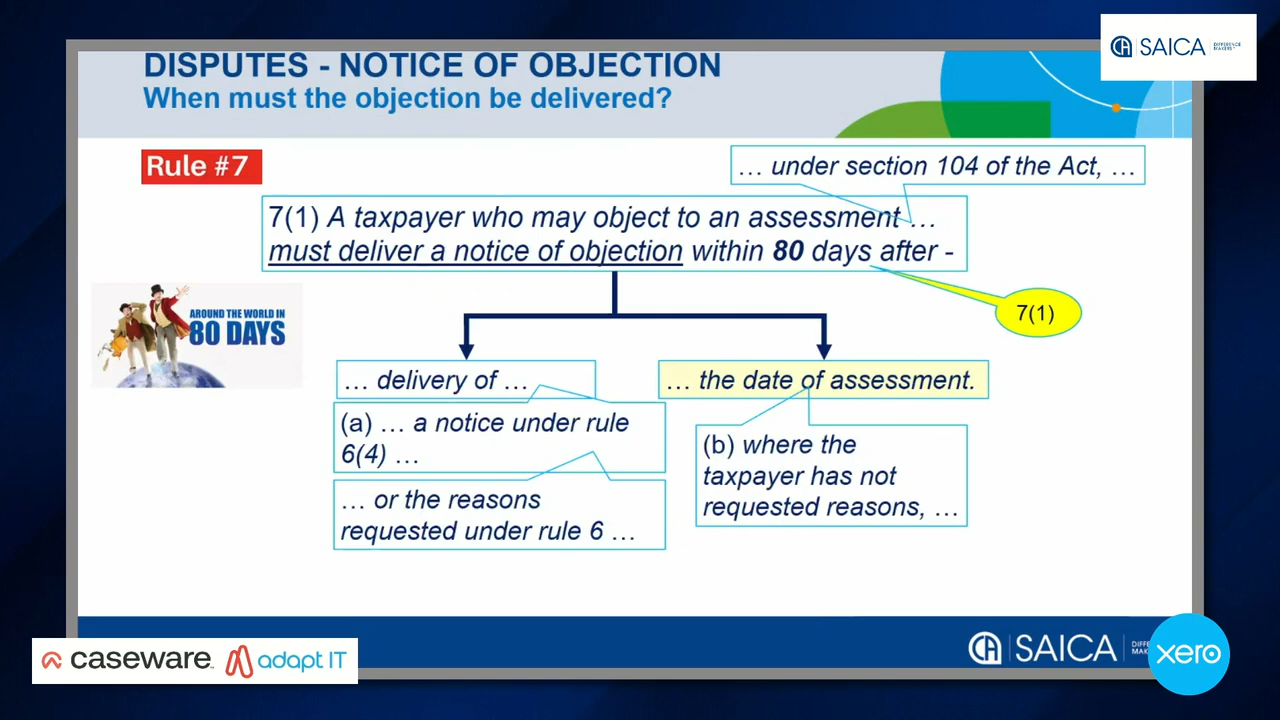 SAICA
DIFFERENCE
MAKERS
DISPUTES - NOTICE OF OBJECTION
When must the objection be delivered?
Rule #7
… under section 104 of the Act, …
7(1) A taxpayer who may object to an assessment …
must deliver a notice of objection within 80 days after -
7(1)
AROUND THE WORLD IN
80 DAYS
… delivery of …
(a) … a notice under rule
6(4) …
… or the reasons
requested under rule 6 …
… the date of assessment.
(b) where the
taxpayer has not
requested reasons, …
caseware
adapt IT
SAICA
xero